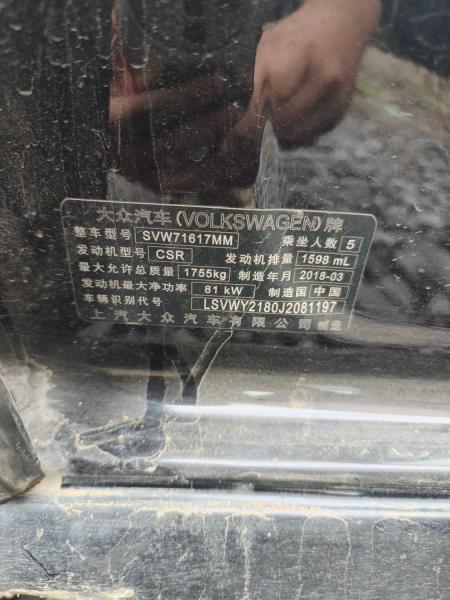 大众汽车(VOLKSWAGEN)牌
整车型号 SVW71617MM 乘坐人数 5
发动机型号 CSR 发动机排量 1598 mL
最大允许总质量 1755kg 制造年月 2018-03
发动机最大净功率 81 kW 制造国 中国
车辆识别代号 LSVWY2180J2081197
上汽大众汽车有限公司 制造